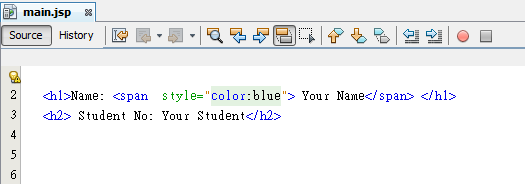 main.jsp
Source History
2 <h1>Name: <span style="color:blue"> Your Name</span> </h1>
3 <h2> Student No: Your Student</h2>
4
5
6